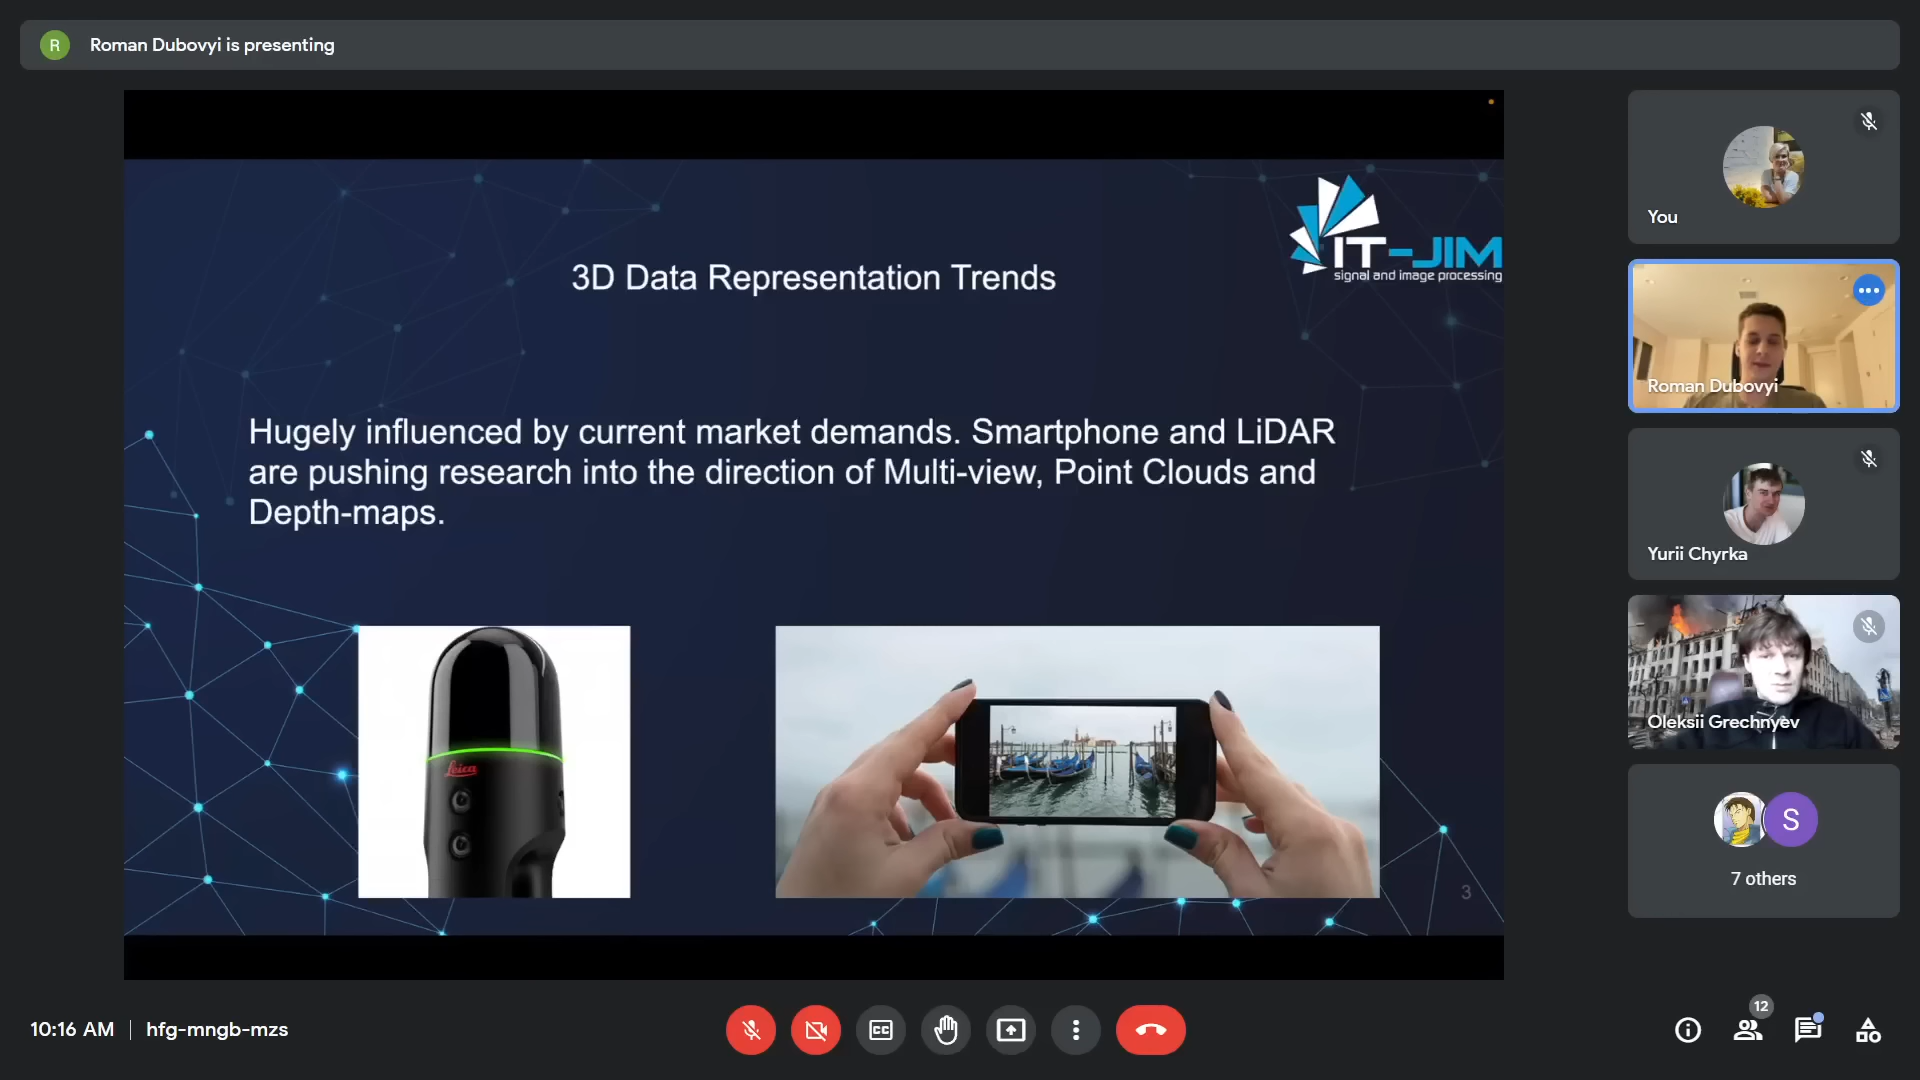 R
Roman Dubovyi is presenting
IT-JIM
signal and image processing
3D Data Representation Trends
Hugely influenced by current market demands. Smartphone and LiDAR
are pushing research into the direction of Multi-view, Point Clouds and
Depth-maps.
Leica
3
You
Roman Dubovyi
Yurii Chyrka
Oleksii Grechnyev
S
7 others
10:16 AM
hfg-mngb-mzs
CC
12